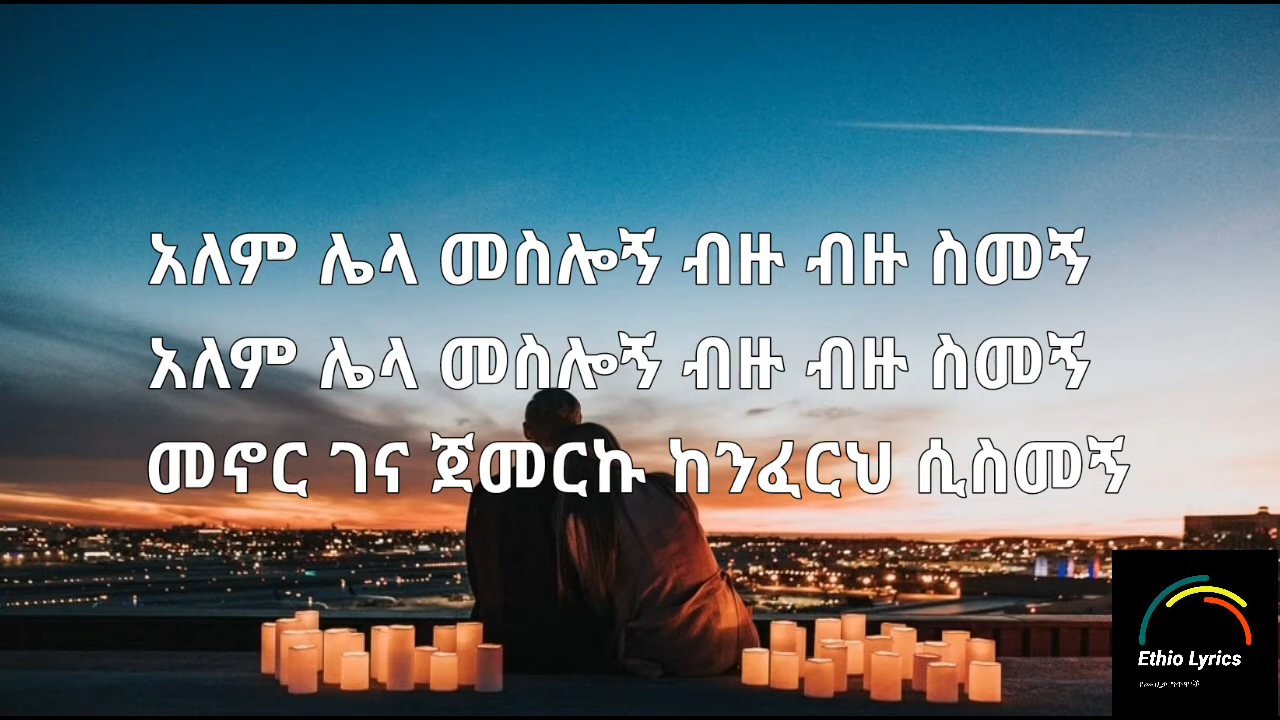 አለም ሌላ መስሎኝ ብዙ ብዙ ስመኝ
አለም ሌላ መስሎኝ ብዙ ብዙ ስመኝ
መኖር ገና ጀመርኩ ከንፈርህ ሲስመኝ
Ethio Lyrics